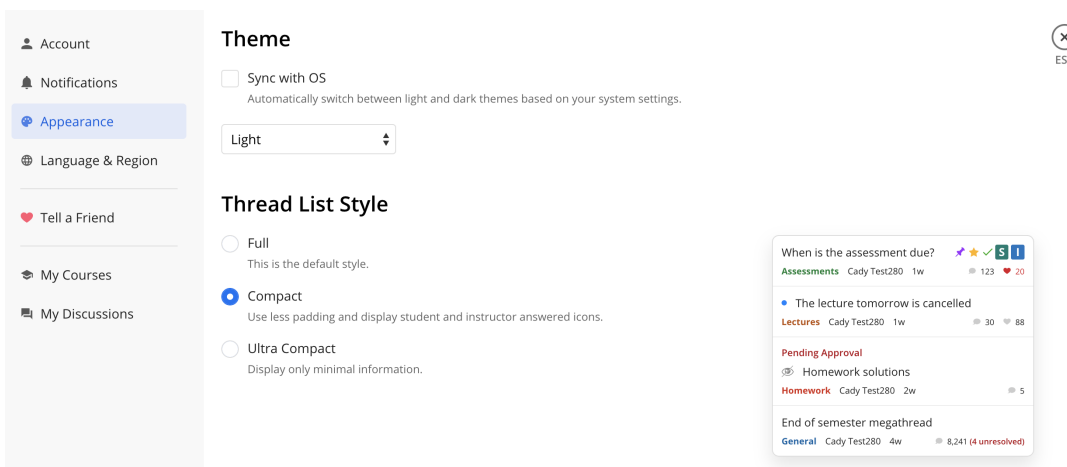 Account
Notifications
Appearance
Language & Region
Tell a Friend
My Courses
My Discussions
Theme
Sync with OS
Automatically switch between light and dark themes based on your system settings.
Light
Thread List Style
Full
This is the default style.
Compact
Use less padding and display student and instructor answered icons.
Ultra Compact
Display only minimal information.
When is the assessment due? S I
Assessments Cady Test280 1w 123 20
The lecture tomorrow is cancelled
Lectures Cady Test280 1w 30 88
Pending Approval
Homework solutions
Homework Cady Test280 2w 5
End of semester megathread
General Cady Test280 4w 8,241 (4 unresolved)